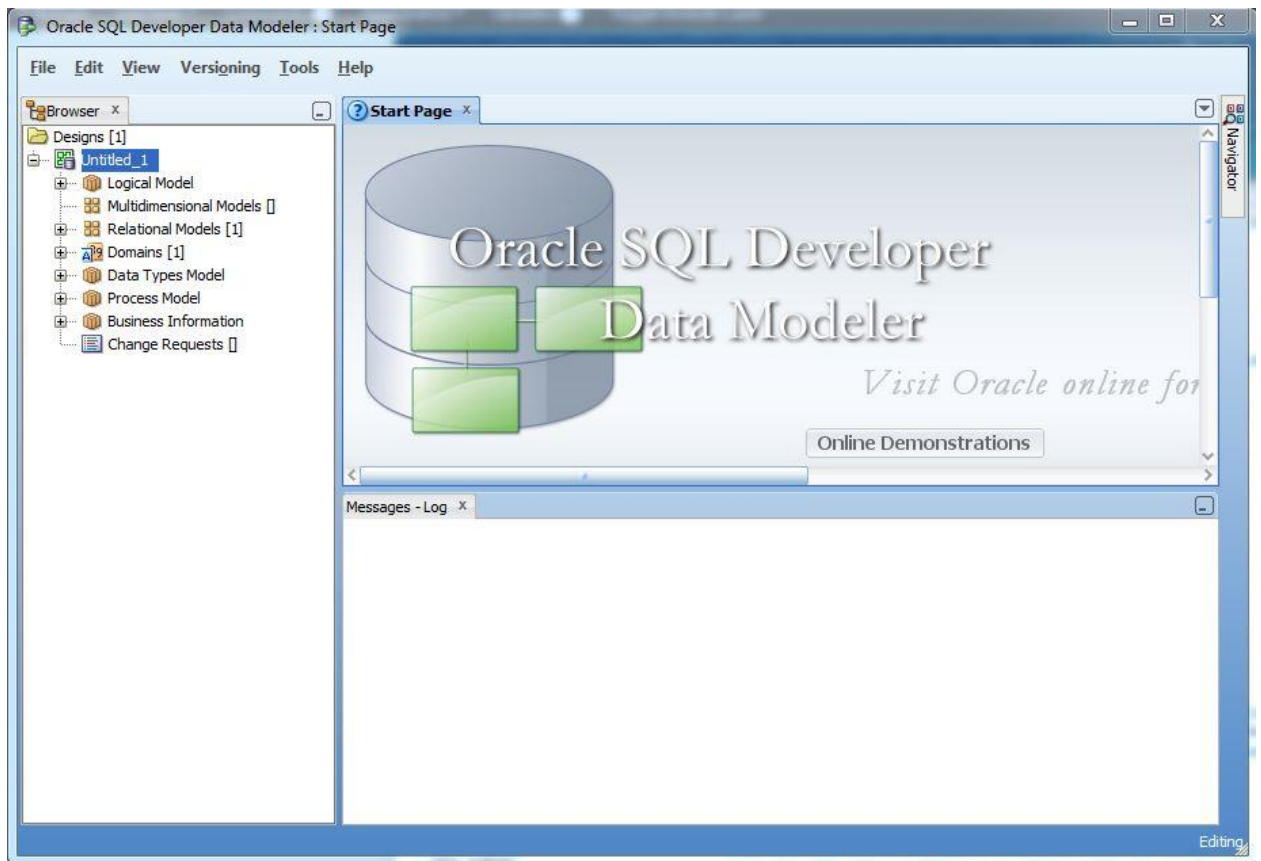 Oracle SQL Developer Data Modeler : Start Page
File Edit View Versioning Tools Help
Browser x
Designs [1]
Untitled_1
Logical Model
Multidimensional Models []
Relational Models [1]
Domains [1]
Data Types Model
Process Model
Business Information
Change Requests []
Start Page x
Oracle SQL Developer
Data Modeler
Visit Oracle online for
Online Demonstrations
Messages - Log x
Navigator
Editing